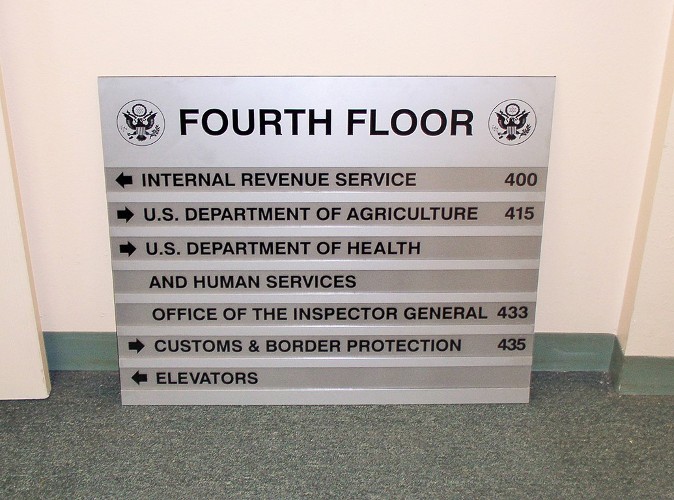 FOURTH FLOOR
INTERNAL REVENUE SERVICE 400
U.S. DEPARTMENT OF AGRICULTURE 415
U.S. DEPARTMENT OF HEALTH
AND HUMAN SERVICES
OFFICE OF THE INSPECTOR GENERAL 433
CUSTOMS & BORDER PROTECTION 435
ELEVATORS